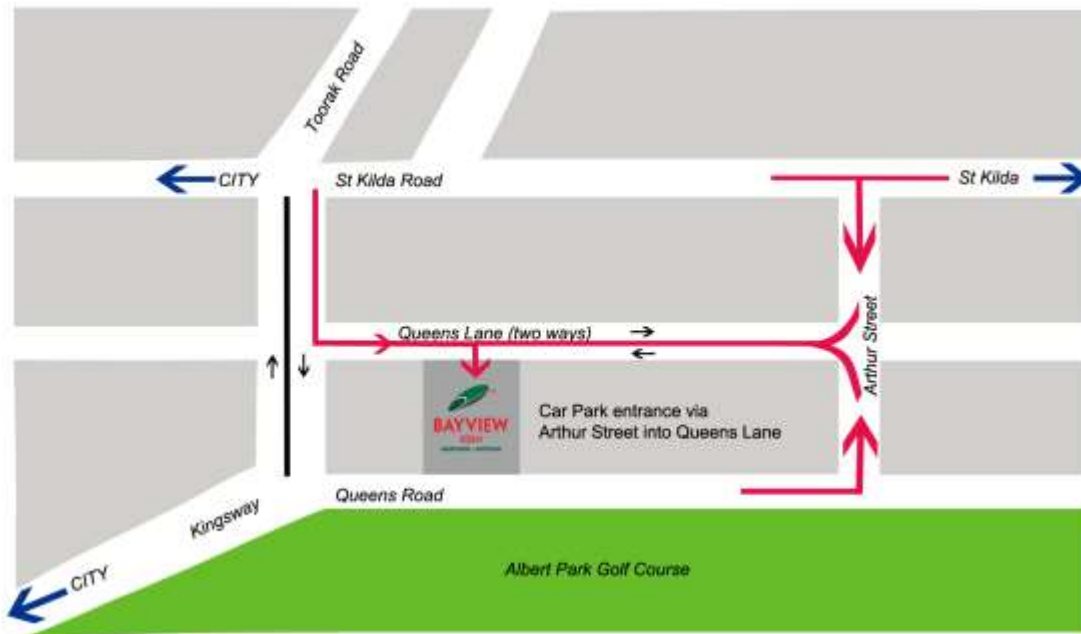 Toorak Road
CITY
St Kilda Road
St Kilda
Queens Lane (two ways)
Arthur Street
BAYVIEW
Car Park entrance via
Arthur Street into Queens Lane
Queens Road
Kingsway
CITY
Albert Park Golf Course